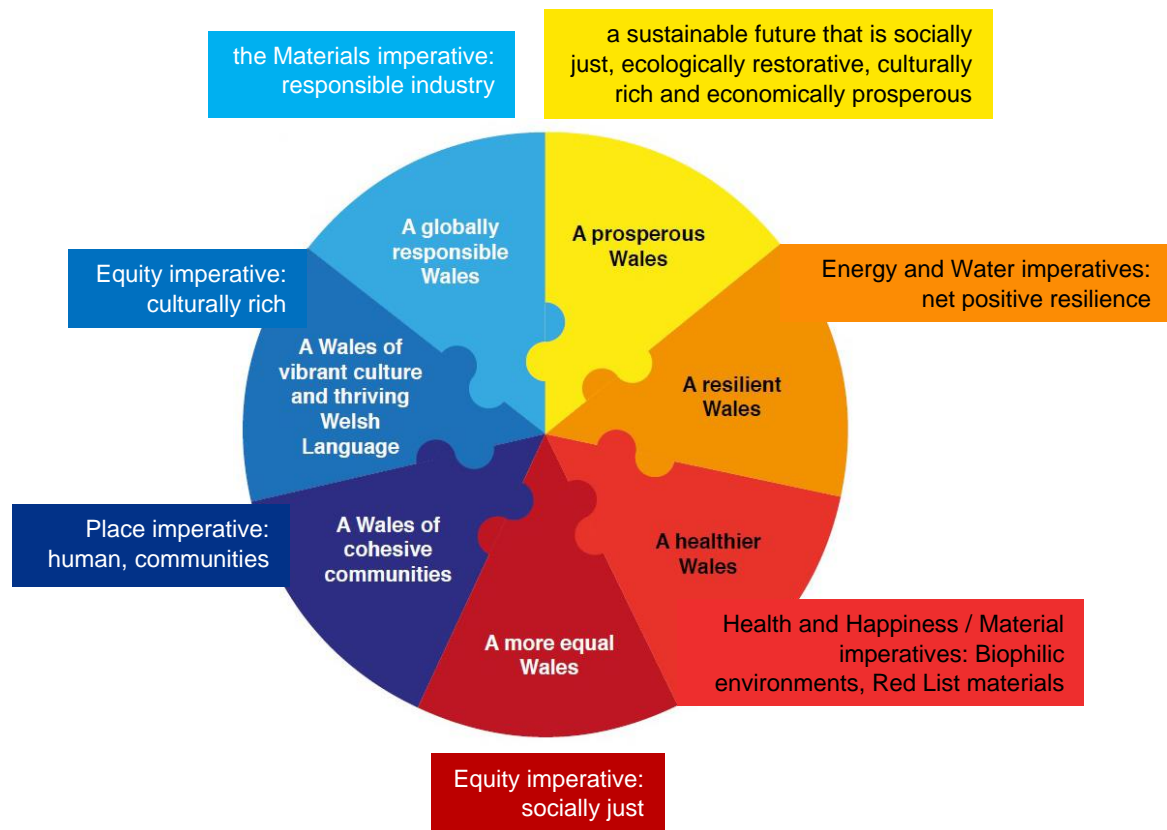 the Materials imperative:
responsible industry
a sustainable future that is socially
just, ecologically restorative, culturally
rich and economically prosperous
A globally
responsible
Wales
A prosperous
Wales
Equity imperative:
culturally rich
Energy and Water imperatives:
net positive resilience
A Wales of
vibrant culture
and thriving
Welsh
Language
A resilient
Wales
Place imperative:
human, communities
A Wales of
cohesive
communities
A healthier
Wales
A more equal
Wales
Health and Happiness / Material
imperatives: Biophilic
environments, Red List materials
Equity imperative:
socially just